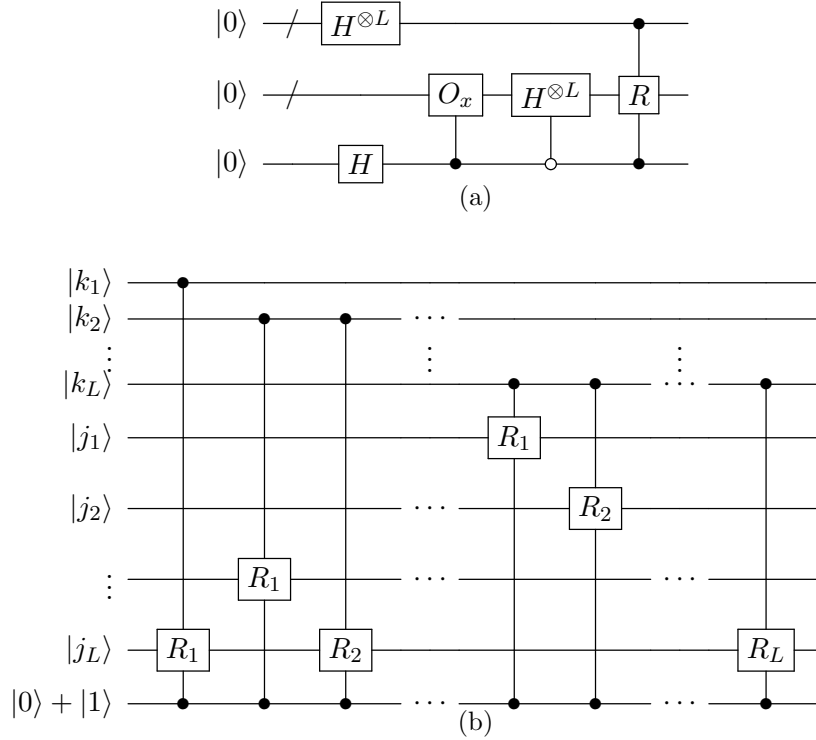 |0⟩ H^{⊗L}
|0⟩ O_x H^{⊗L} R
|0⟩ H
(a)
|k_1⟩
|k_2⟩ ···
⋮ ⋮ ⋮
|k_L⟩ ···
|j_1⟩ R_1
|j_2⟩ ··· R_2
⋮ R_1 ··· ···
|j_L⟩ R_1 R_2 R_L
|0⟩ + |1⟩ ··· ···
(b)